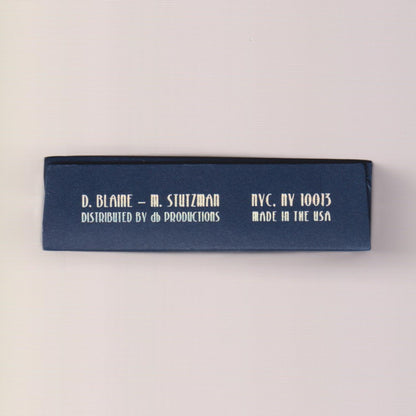 D. BLAINE – M. STUTZMAN
DISTRIBUTED BY db PRODUCTIONS
NYC, NY 10013
MADE IN THE USA